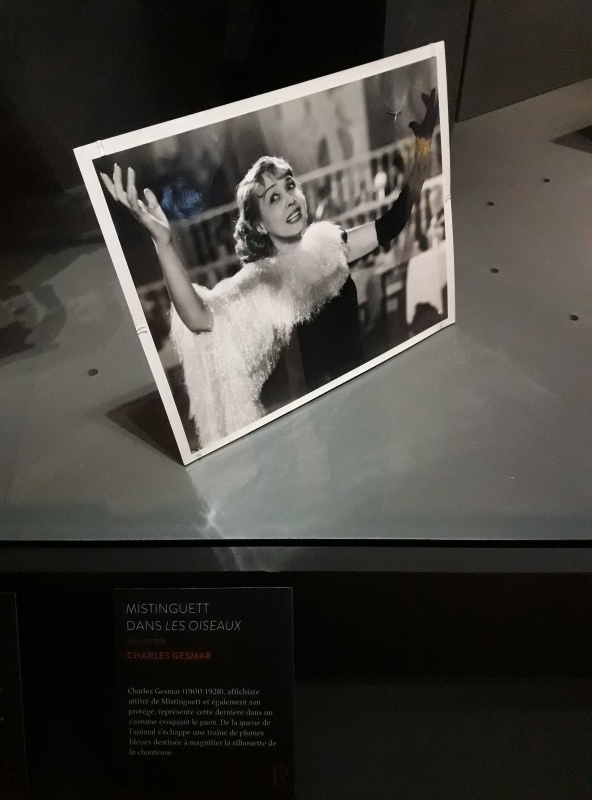 MISTINGUETT
DANS LES OISEAUX
CHARLES GESMAR
Charles Gesmar (1900-1928), affichiste
attitré de Mistinguett et également son
protégé, représente cette dernière dans un
costume évoquant le paon. De la queue de
l'animal s'échappe une traîne de plumes
bleues destinée à magnifier la silhouette de
la chanteuse.